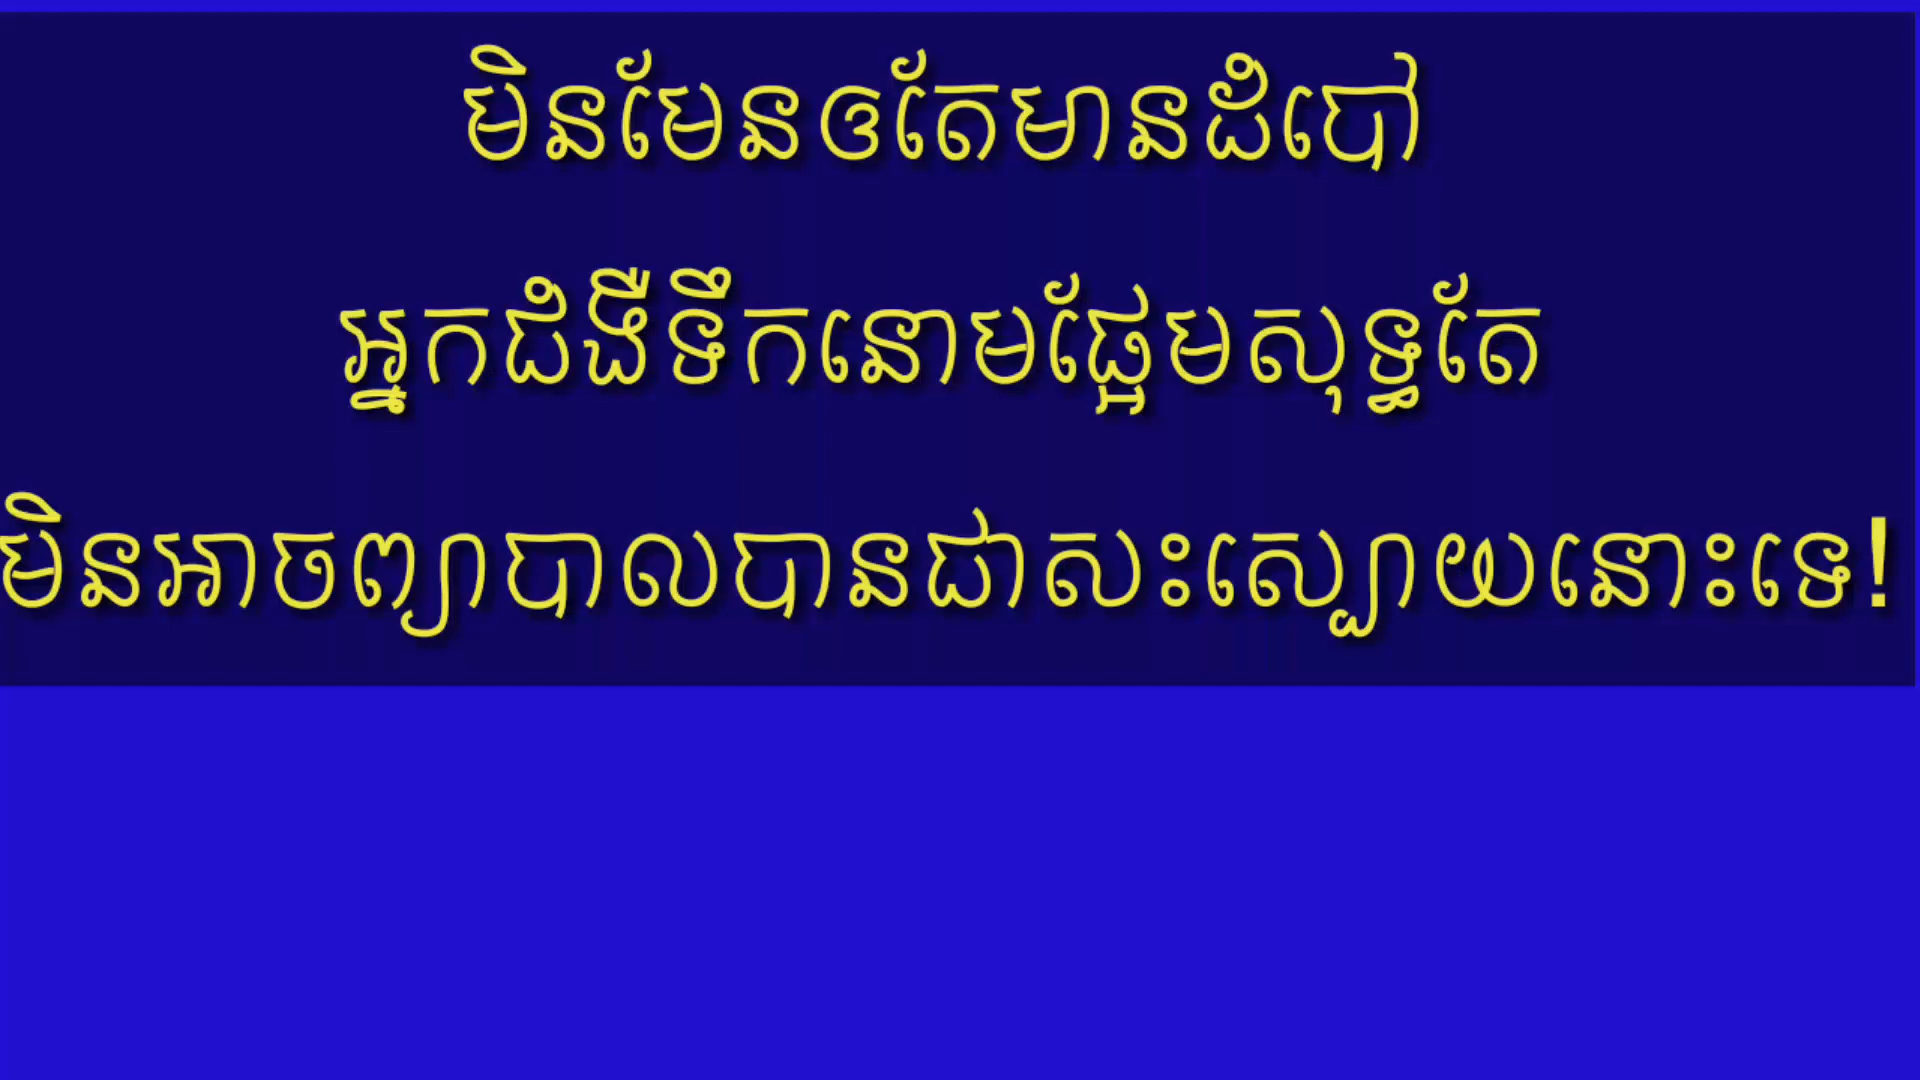 មិនមែនឲតែមានជំបៅ
អ្នកជំងឺទឹកនោមផ្អែមសុទ្ធតែ
មិនអាចព្យាបាលបានជាសះស្បោយនោះទេ!